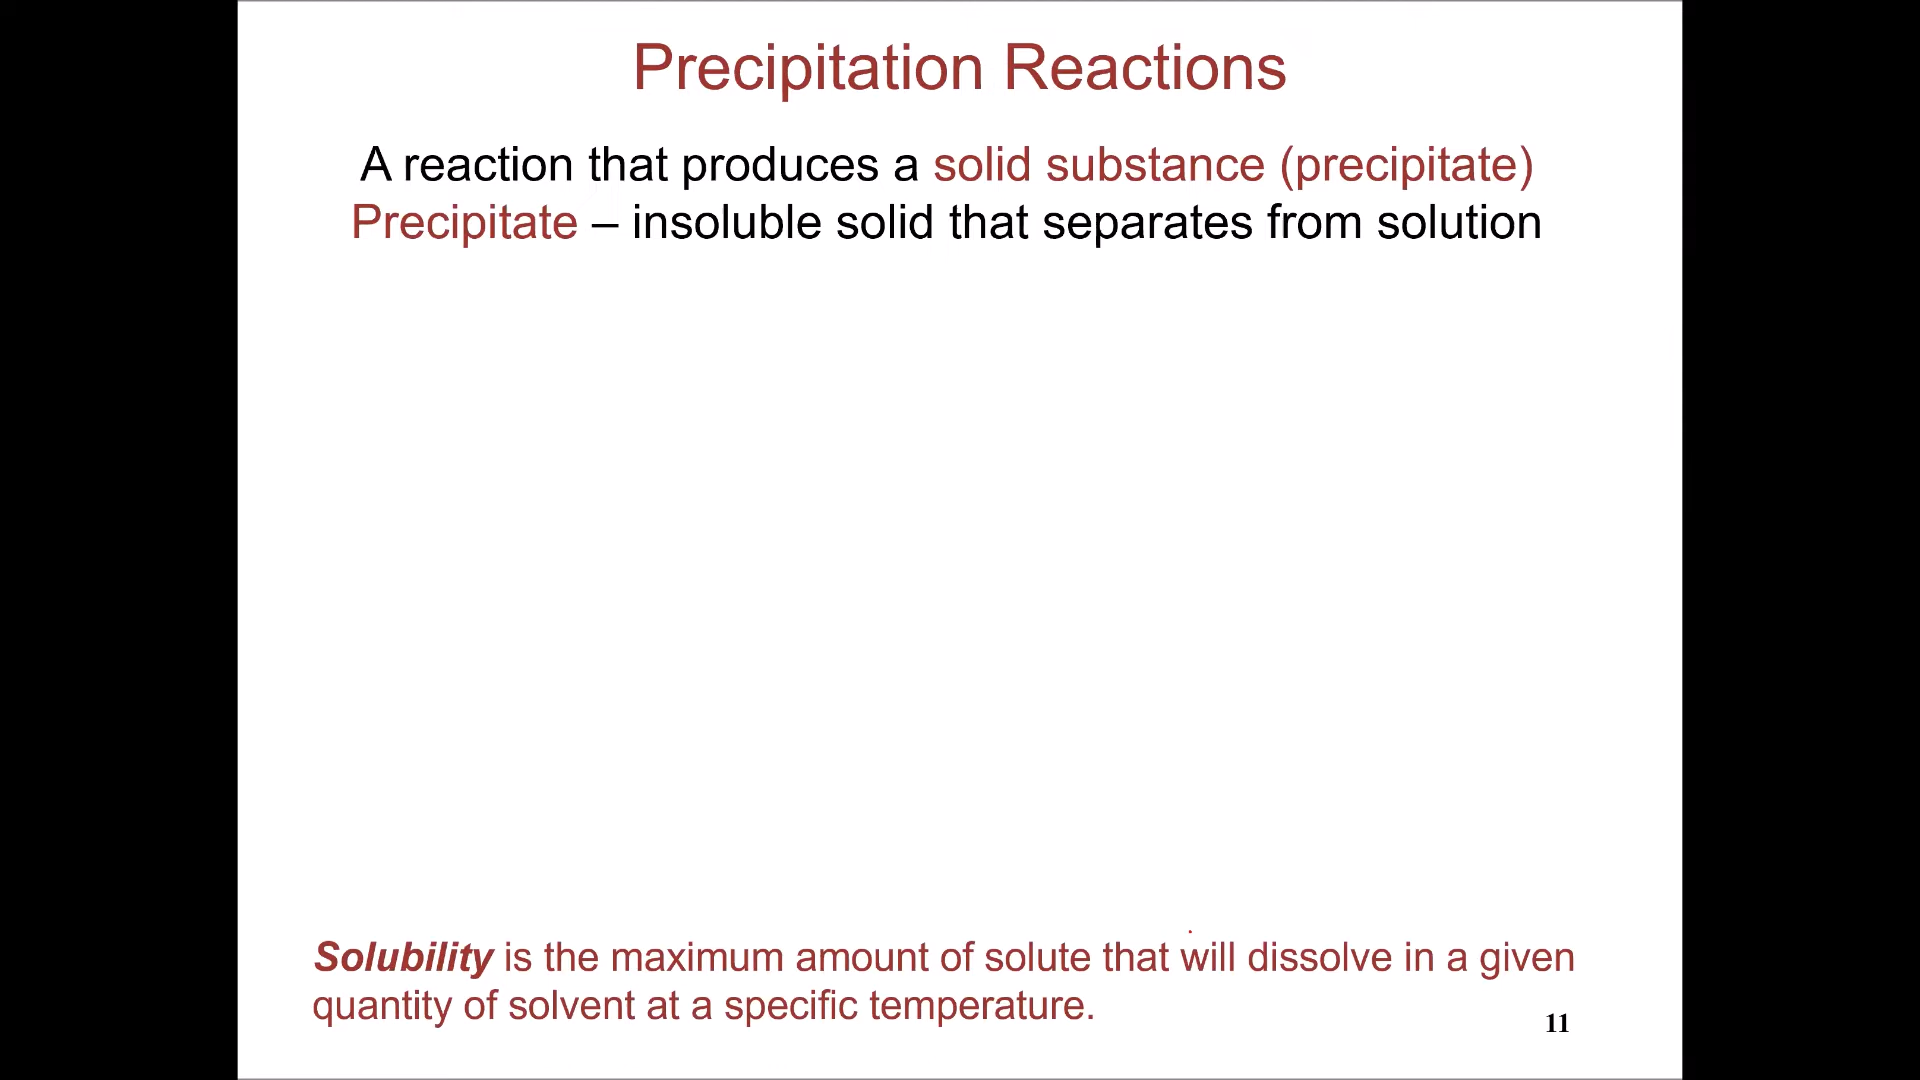 Precipitation Reactions
A reaction that produces a solid substance (precipitate)
Precipitate – insoluble solid that separates from solution
Solubility is the maximum amount of solute that will dissolve in a given
quantity of solvent at a specific temperature.
11